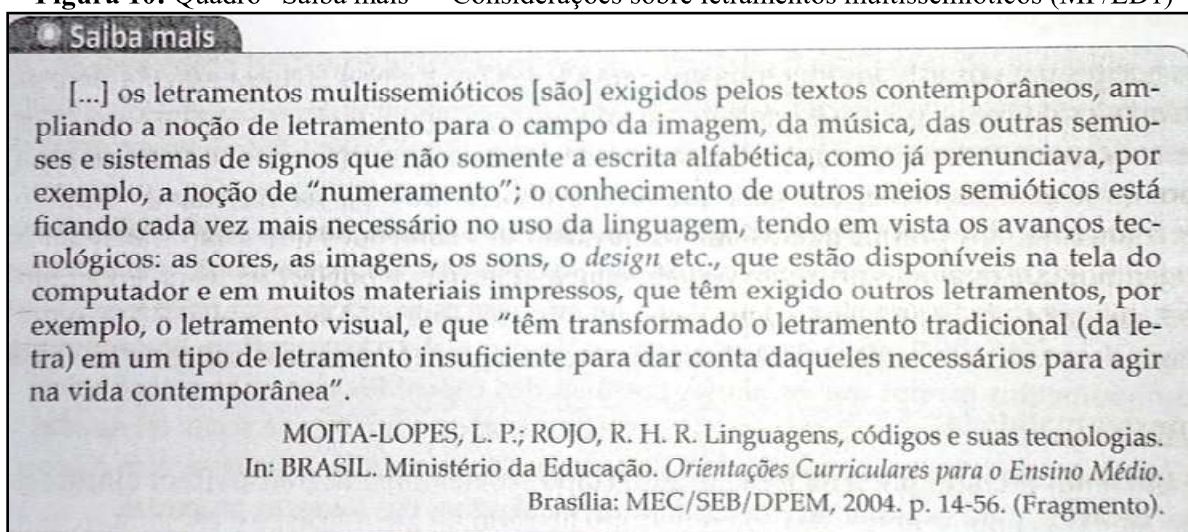 Figura 10: Quadro "Saiba mais" – Considerações sobre letramentos multissemióticos (MP/LD1)
Saiba mais
[...] os letramentos multissemióticos [são] exigidos pelos textos contemporâneos, am-
pliando a noção de letramento para o campo da imagem, da música, das outras semio-
ses e sistemas de signos que não somente a escrita alfabética, como já prenunciava, por
exemplo, a noção de “numeramento”; o conhecimento de outros meios semióticos está
ficando cada vez mais necessário no uso da linguagem, tendo em vista os avanços tec-
nológicos: as cores, as imagens, os sons, o design etc., que estão disponíveis na tela do
computador e em muitos materiais impressos, que têm exigido outros letramentos, por
exemplo, o letramento visual, e que “têm transformado o letramento tradicional (da le-
tra) em um tipo de letramento insuficiente para dar conta daqueles necessários para agir
na vida contemporânea”.
MOITA-LOPES, L. P.; ROJO, R. H. R. Linguagens, códigos e suas tecnologias.
In: BRASIL. Ministério da Educação. Orientações Curriculares para o Ensino Médio.
Brasília: MEC/SEB/DPEM, 2004. p. 14-56. (Fragmento).